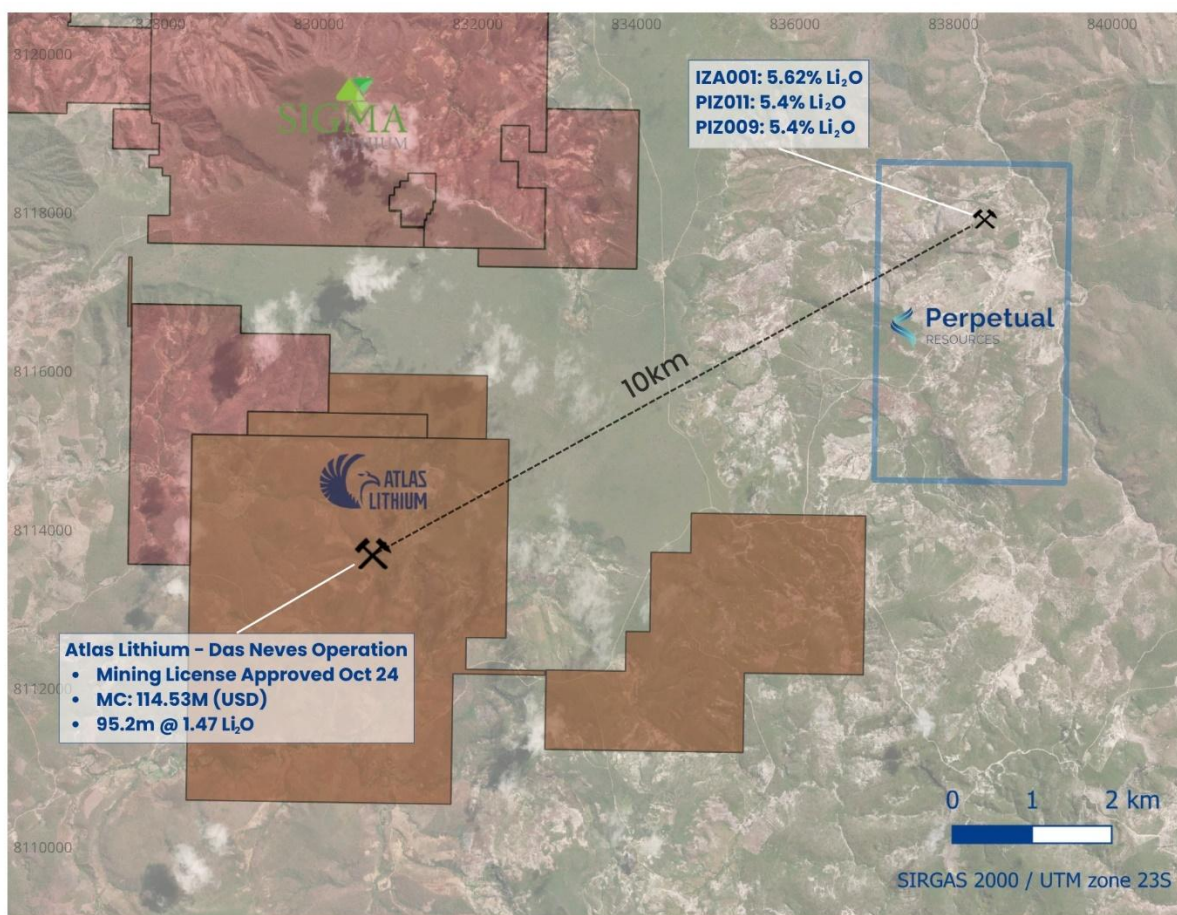 828000 830000 832000 834000 836000 838000 840000
8120000
8118000
8116000
8114000
8112000
8110000
SIGMA
LITHIUM
IZA001: 5.62% Li₂O
PIZ011: 5.4% Li₂O
PIZ009: 5.4% Li₂O
Perpetual
RESOURCES
10km
ATLAS
LITHIUM
Atlas Lithium - Das Neves Operation
• Mining License Approved Oct 24
• MC: 114.53M (USD)
• 95.2m @ 1.47 Li₂O
0 1 2 km
SIRGAS 2000 / UTM zone 23S